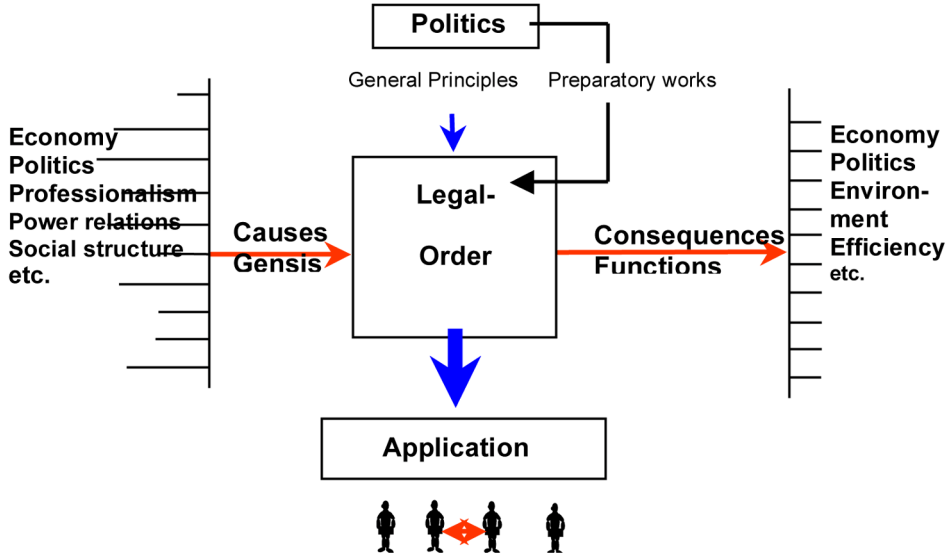 Politics
General Principles
Preparatory works
Economy
Politics
Professionalism
Power relations
Social structure
etc.
Causes
Gensis
Legal-
Order
Consequences
Functions
Economy
Politics
Environ-
ment
Efficiency
etc.
Application